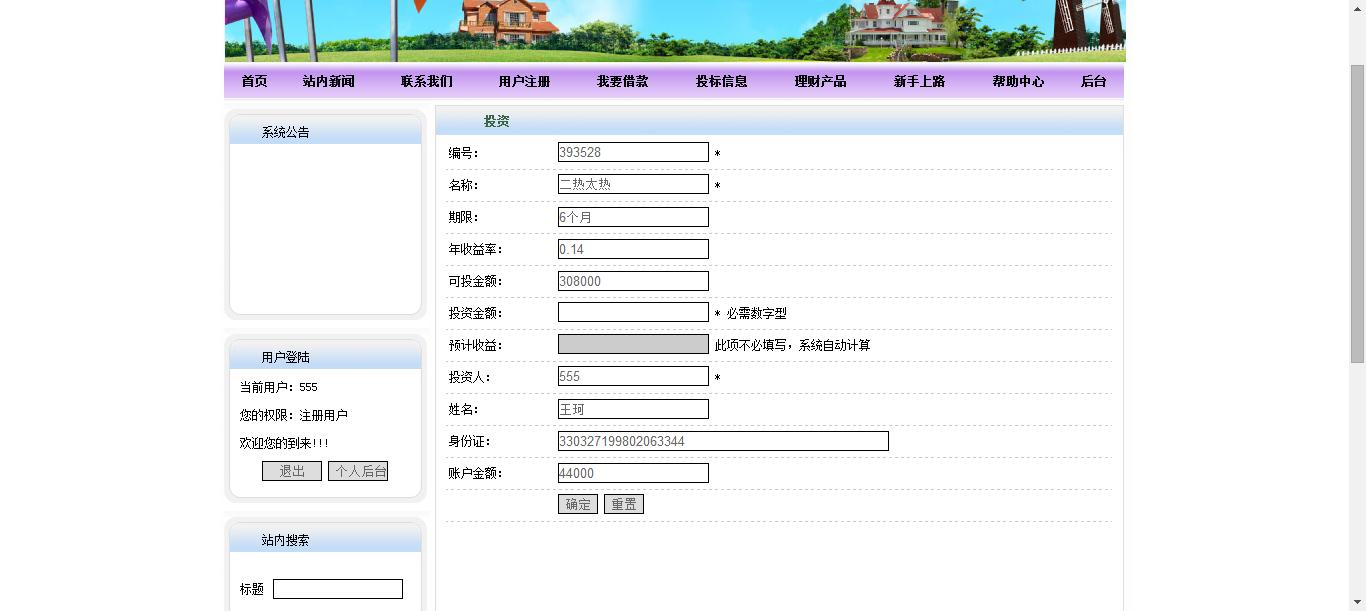 首页 站内新闻 联系我们 用户注册 我要借款 投标信息 理财产品 新手上路 帮助中心 后台
系统公告
用户登陆
当前用户：555
您的权限：注册用户
欢迎您的到来!!!
退出 个人后台
站内搜索
标题
投资
编号： 393528 *
名称： 二热太热 *
期限： 6个月
年收益率： 0.14
可投金额： 308000
投资金额： * 必需数字型
预计收益： 此项不必填写，系统自动计算
投资人： 555 *
姓名： 王珂
身份证： 330327199802063344
账户金额： 44000
确定 重置